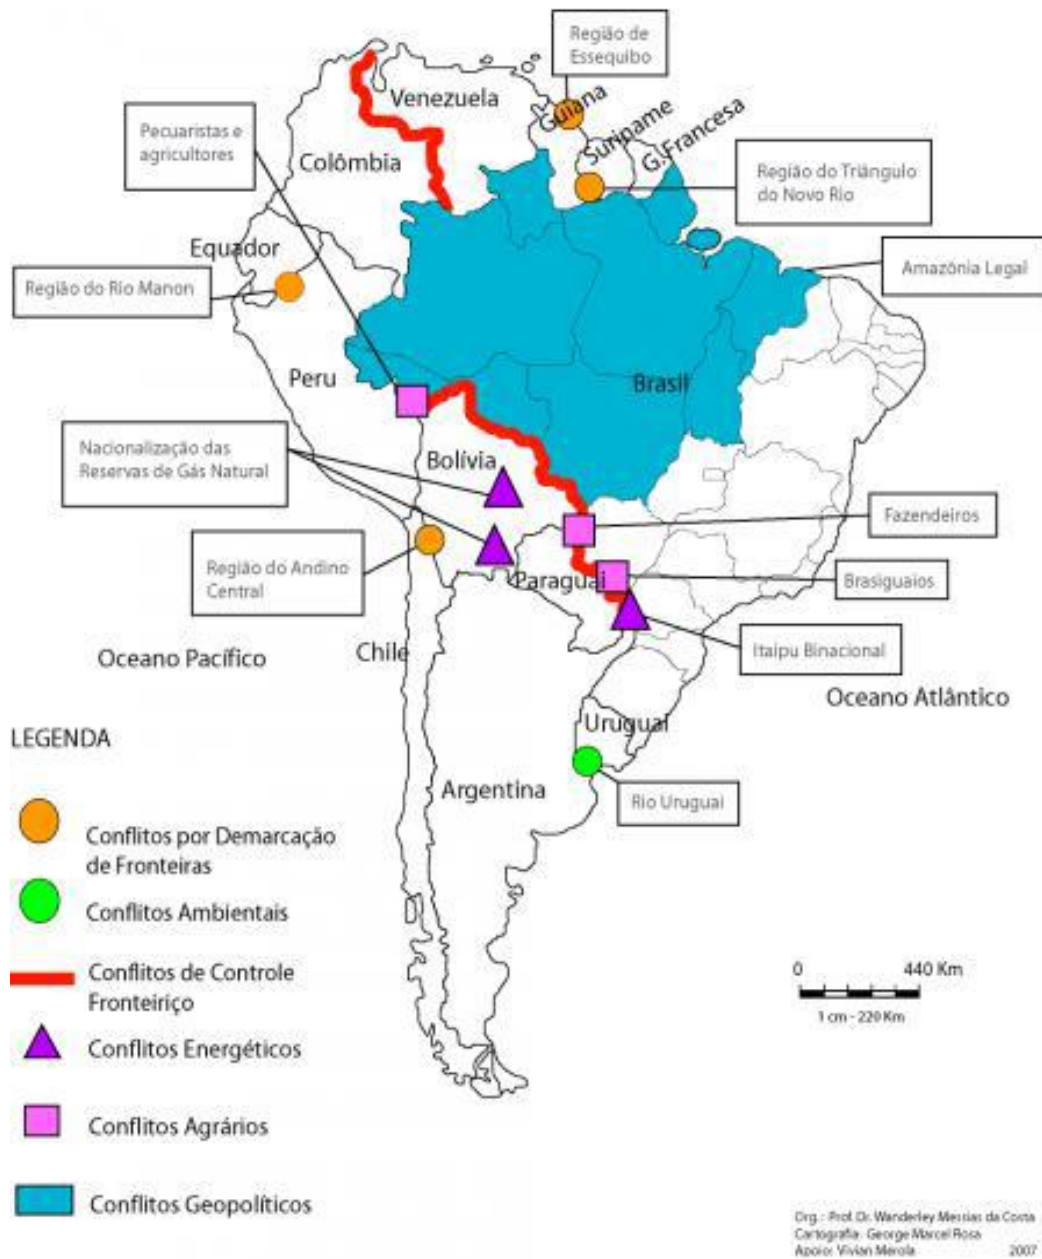 Região de
Essequibo
Pecuaristas e
agricultores
Venezuela
Guiana
Suriname
G. Francesa
Colômbia
Região do Triângulo
do Novo Rio
Equador
Amazônia Legal
Região do Rio Manon
Peru
Brasil
Nacionalização das
Reservas de Gás Natural
Bolívia
Fazendeiros
Região do Andino
Central
Paraguai
Brasiguaios
Oceano Pacífico
Chile
Itaipu Binacional
Oceano Atlântico
Uruguai
LEGENDA
Argentina
Rio Uruguai
Conflitos por Demarcação
de Fronteiras
Conflitos Ambientais
Conflitos de Controle
Fronteiriço
0 440 Km
1 cm - 220 Km
Conflitos Energéticos
Conflitos Agrários
Conflitos Geopolíticos
Org.: Prof. Dr. Wanderley Messias da Costa
Cartografia: George Marcel Rosa
Apoio: Vivian Merola 2007